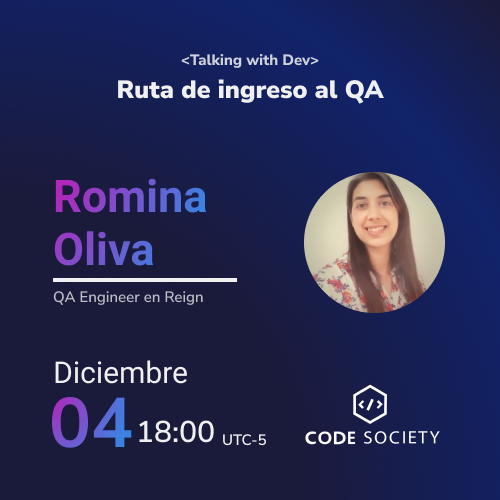 <Talking with Dev>
Ruta de ingreso al QA
Romina
Oliva
QA Engineer en Reign
Diciembre
04 18:00 UTC-5
</>
CODE SOCIETY